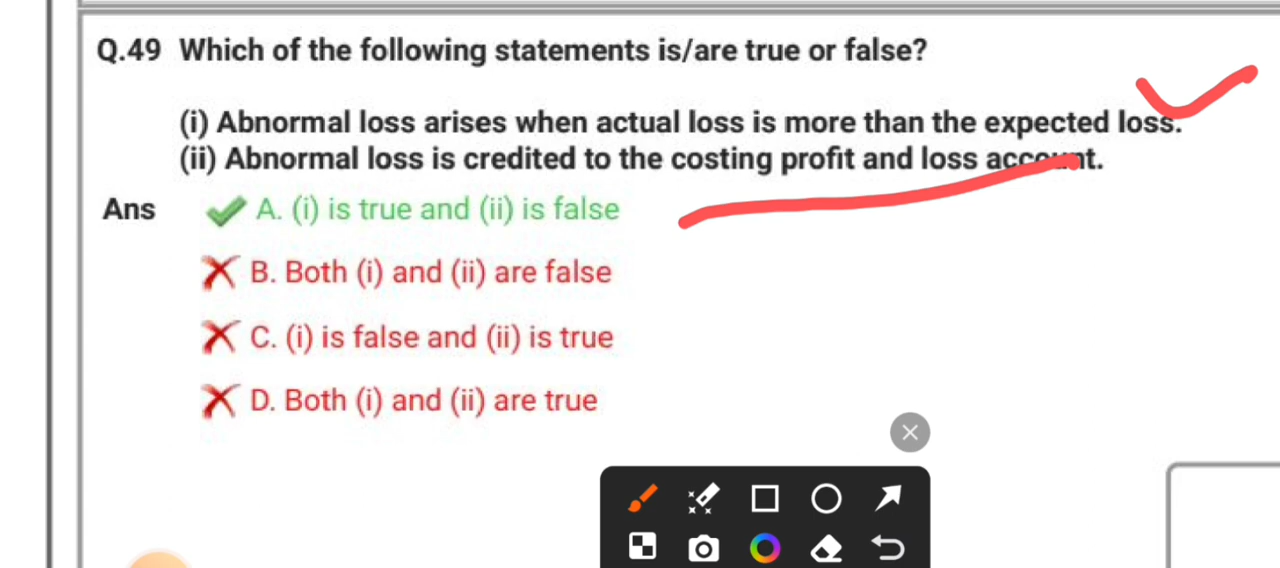 Q.49 Which of the following statements is/are true or false?
(i) Abnormal loss arises when actual loss is more than the expected loss.
(ii) Abnormal loss is credited to the costing profit and loss account.
Ans A. (i) is true and (ii) is false
B. Both (i) and (ii) are false
C. (i) is false and (ii) is true
D. Both (i) and (ii) are true